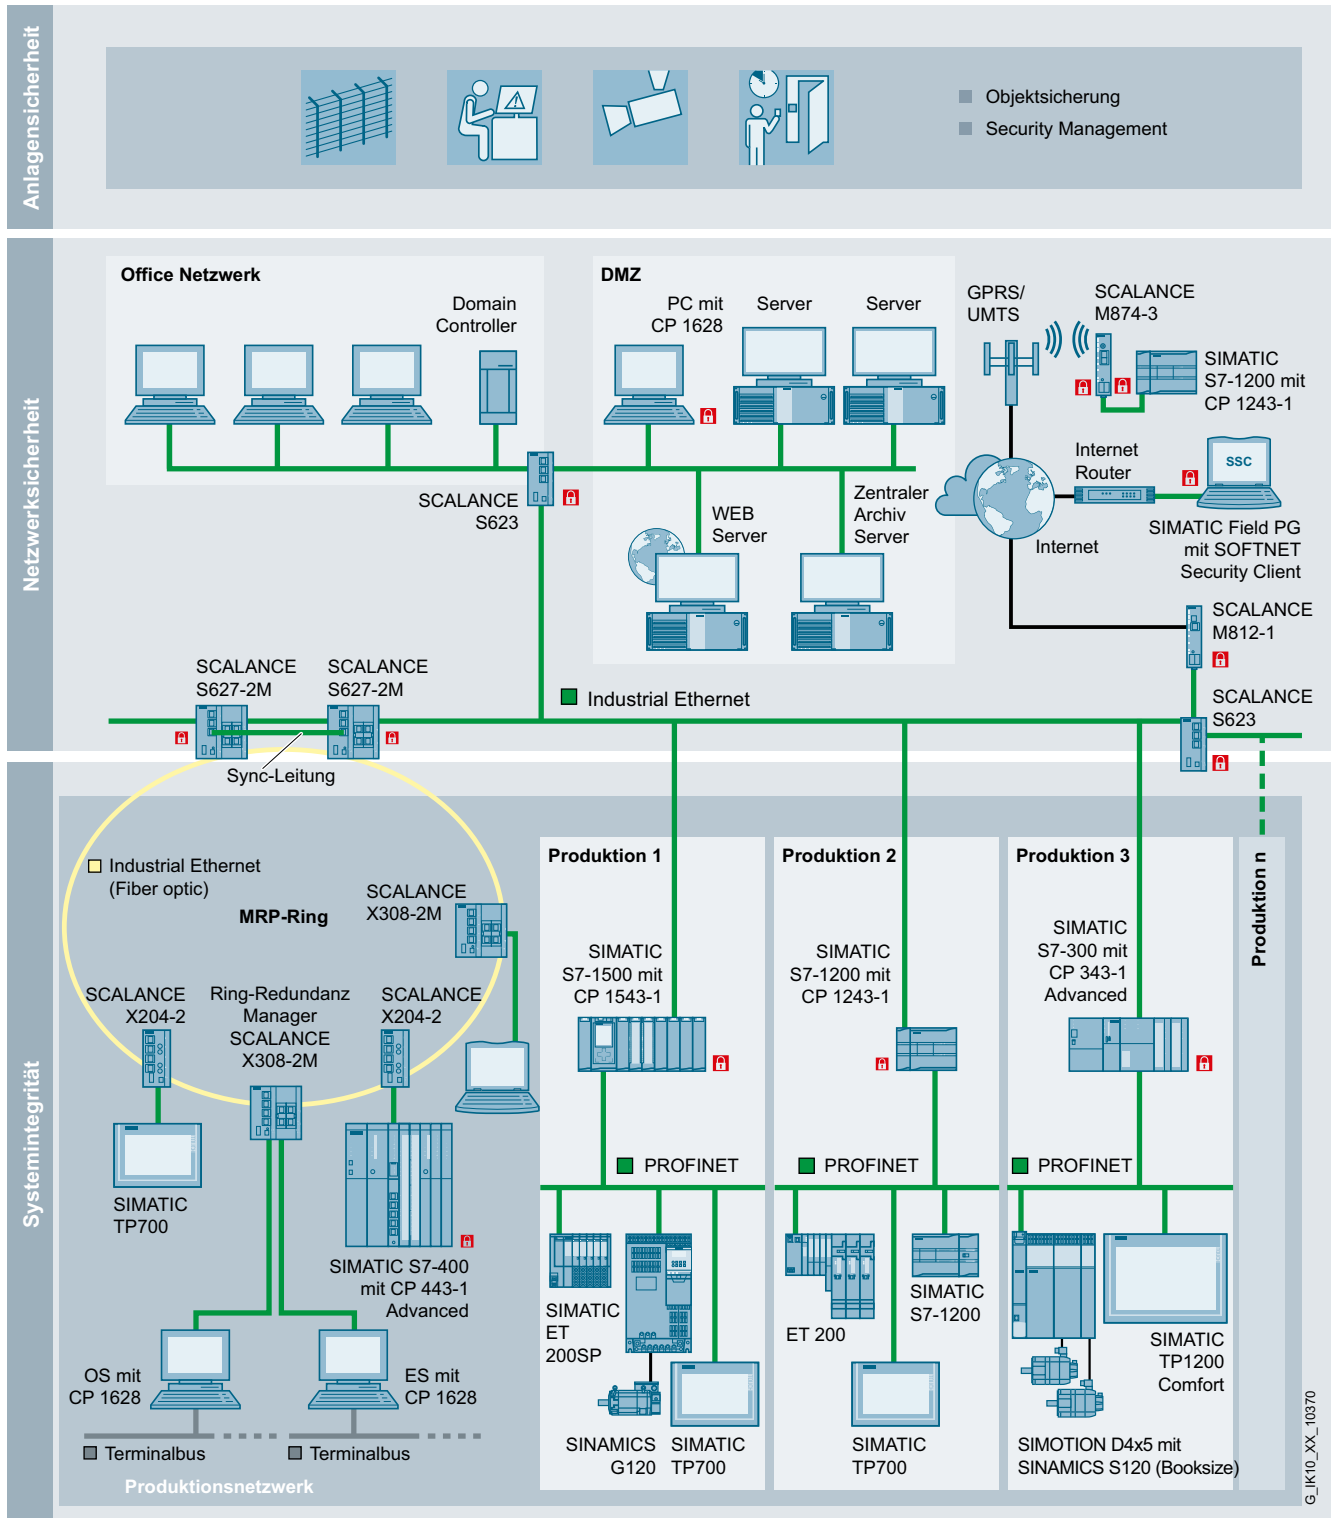 Anlagensicherheit
Objektsicherung
Security Management
Netzwerksicherheit
Office Netzwerk
Domain
Controller
DMZ
PC mit
CP 1628
Server
Server
GPRS/
UMTS
SCALANCE
M874-3
SIMATIC
S7-1200 mit
CP 1243-1
Internet
Router
SSC
SCALANCE
S623
WEB
Server
Zentraler
Archiv
Server
Internet
SIMATIC Field PG
mit SOFTNET
Security Client
SCALANCE
M812-1
SCALANCE
S627-2M
SCALANCE
S627-2M
Industrial Ethernet
SCALANCE
S623
Sync-Leitung
Systemintegrität
Industrial Ethernet
(Fiber optic)
MRP-Ring
SCALANCE
X308-2M
SCALANCE
X204-2
Ring-Redundanz
Manager
SCALANCE
X308-2M
SCALANCE
X204-2
SIMATIC
TP700
SIMATIC S7-400
mit CP 443-1
Advanced
OS mit
CP 1628
ES mit
CP 1628
Terminalbus
Terminalbus
Produktionsnetzwerk
Produktion 1
SIMATIC
S7-1500 mit
CP 1543-1
PROFINET
SIMATIC
ET
200SP
SINAMICS
G120
SIMATIC
TP700
Produktion 2
SIMATIC
S7-1200 mit
CP 1243-1
PROFINET
ET 200
SIMATIC
S7-1200
SIMATIC
TP700
Produktion 3
SIMATIC
S7-300 mit
CP 343-1
Advanced
PROFINET
SIMATIC
TP1200
Comfort
SIMOTION D4x5 mit
SINAMICS S120 (Booksize)
Produktion n
G_IK10_XX_10370